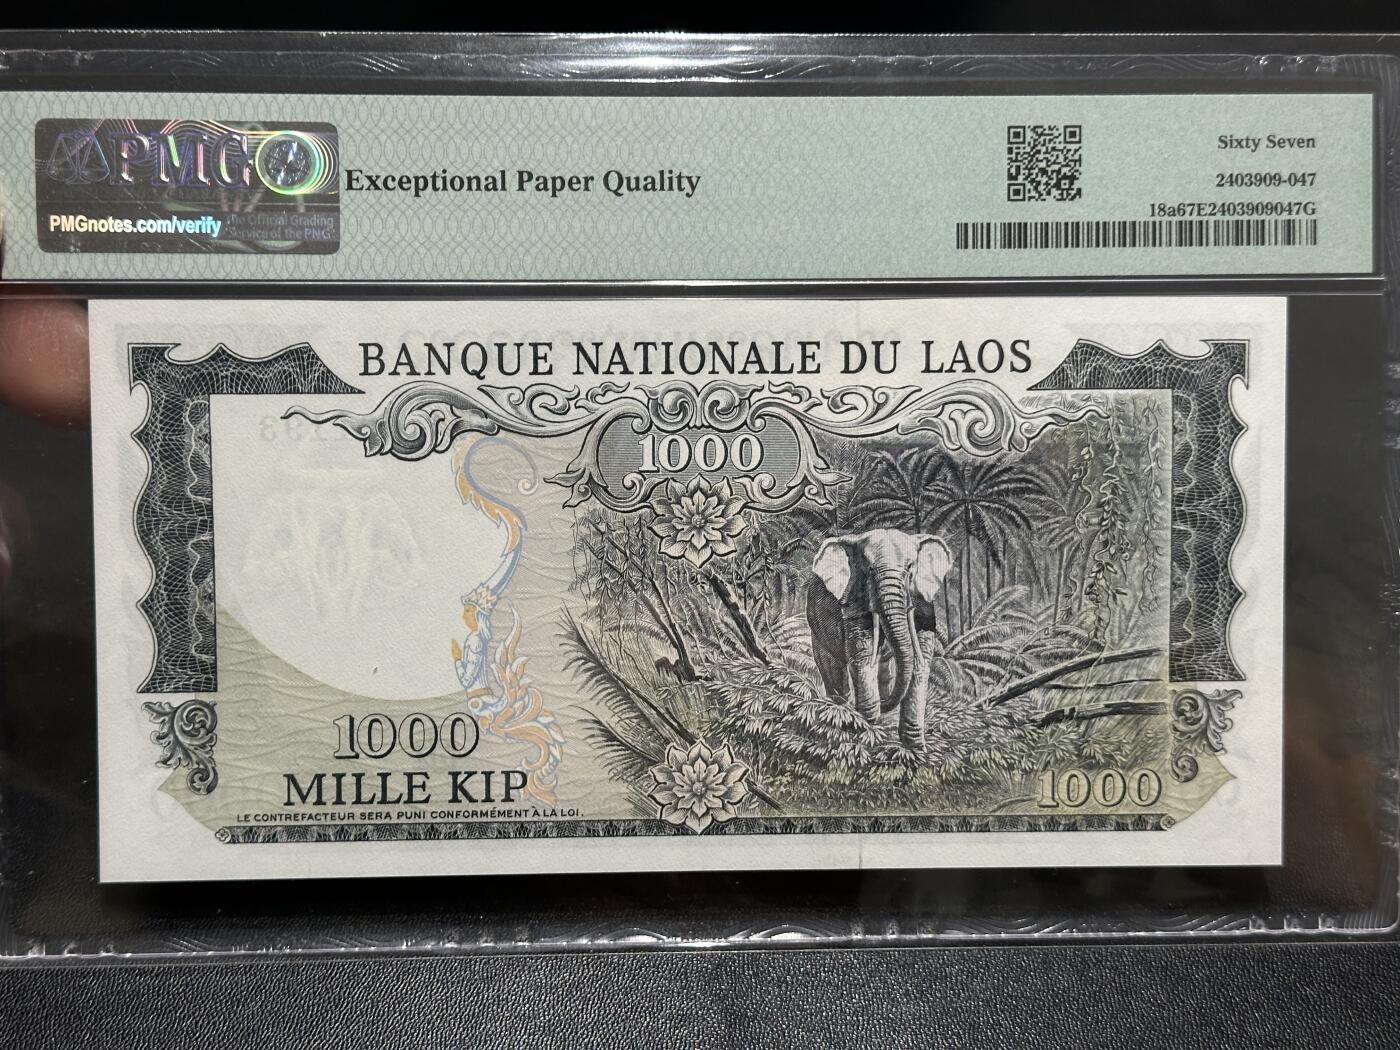 PMG
PMGnotes.com/verify
The Official Grading
Service of the PNG
Exceptional Paper Quality
Sixty Seven
2403909-047
18a67E2403909047G
BANQUE NATIONALE DU LAOS
1000
1000
MILLE KIP
LE CONTREFACTEUR SERA PUNI CONFORMÉMENT À LA LOI.
1000